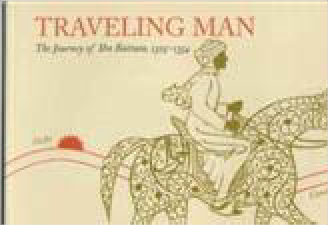 TRAVELING MAN
The Journey of Ibn Battuta, 1325–1354